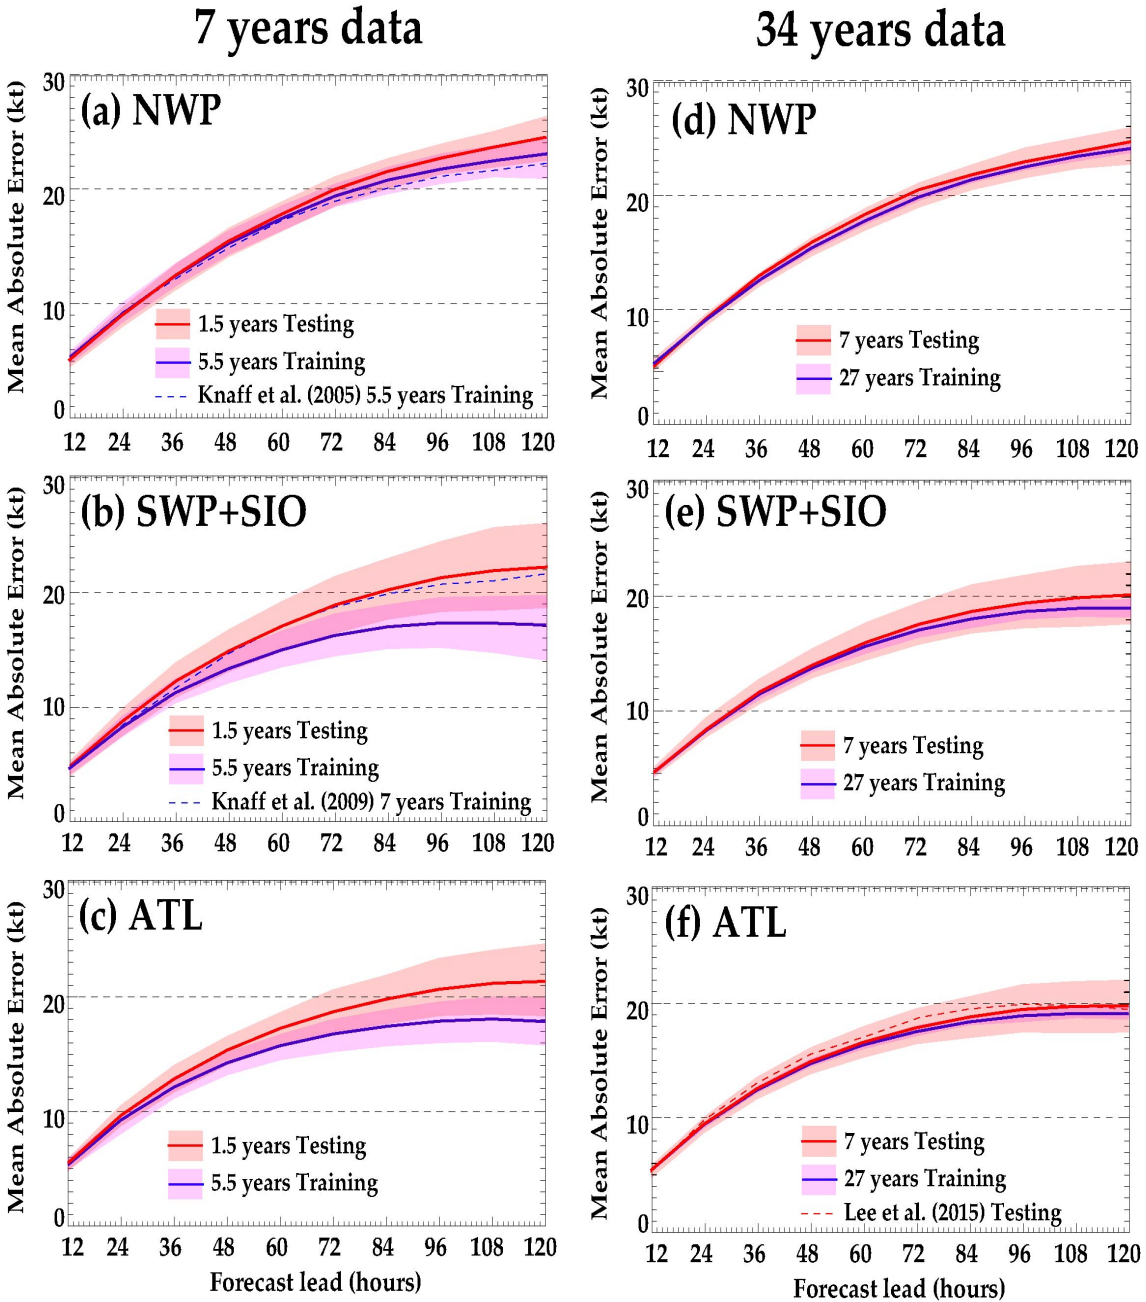 7 years data
34 years data
Mean Absolute Error (kt)
30
20
10
0
(a) NWP
1.5 years Testing
5.5 years Training
Knaff et al. (2005) 5.5 years Training
12 24 36 48 60 72 84 96 108 120
Mean Absolute Error (kt)
30
20
10
0
(d) NWP
7 years Testing
27 years Training
12 24 36 48 60 72 84 96 108 120
Mean Absolute Error (kt)
30
20
10
0
(b) SWP+SIO
1.5 years Testing
5.5 years Training
Knaff et al. (2009) 7 years Training
12 24 36 48 60 72 84 96 108 120
Mean Absolute Error (kt)
30
20
10
0
(e) SWP+SIO
7 years Testing
27 years Training
12 24 36 48 60 72 84 96 108 120
Mean Absolute Error (kt)
30
20
10
0
(c) ATL
1.5 years Testing
5.5 years Training
12 24 36 48 60 72 84 96 108 120
Forecast lead (hours)
Mean Absolute Error (kt)
30
20
10
0
(f) ATL
7 years Testing
27 years Training
Lee et al. (2015) Testing
12 24 36 48 60 72 84 96 108 120
Forecast lead (hours)